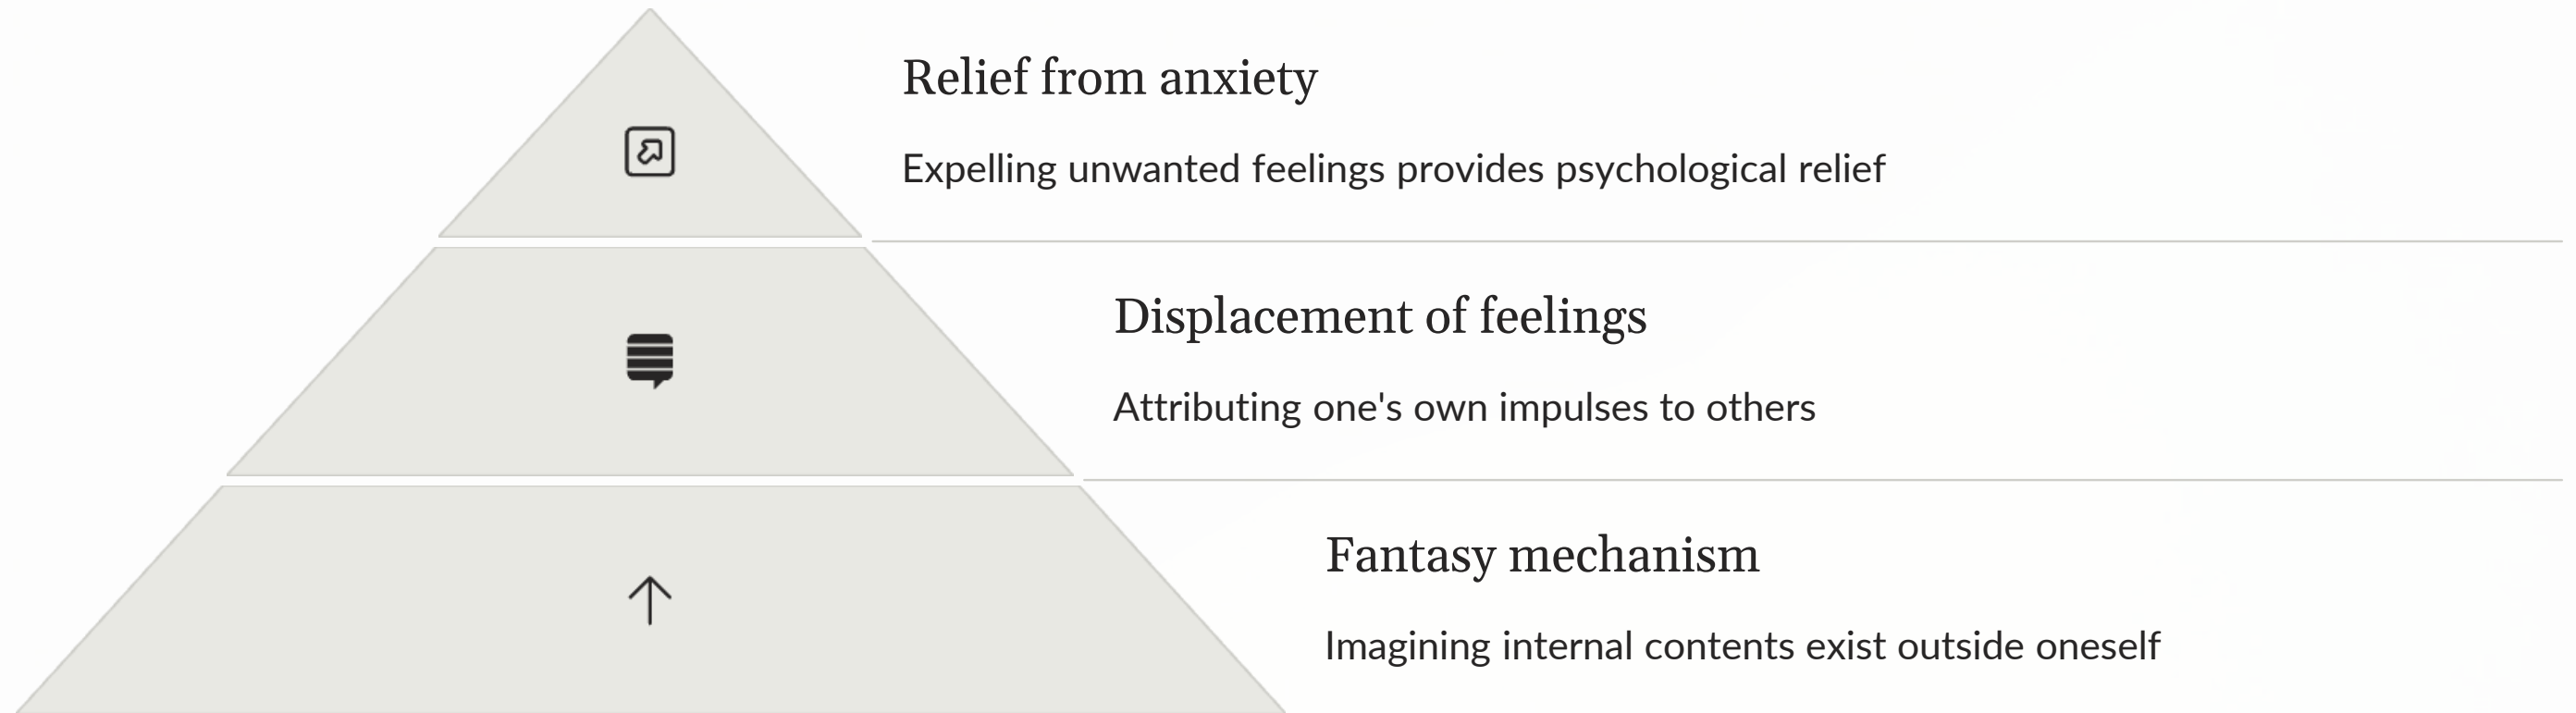 Relief from anxiety
Expelling unwanted feelings provides psychological relief
Displacement of feelings
Attributing one's own impulses to others
Fantasy mechanism
Imagining internal contents exist outside oneself